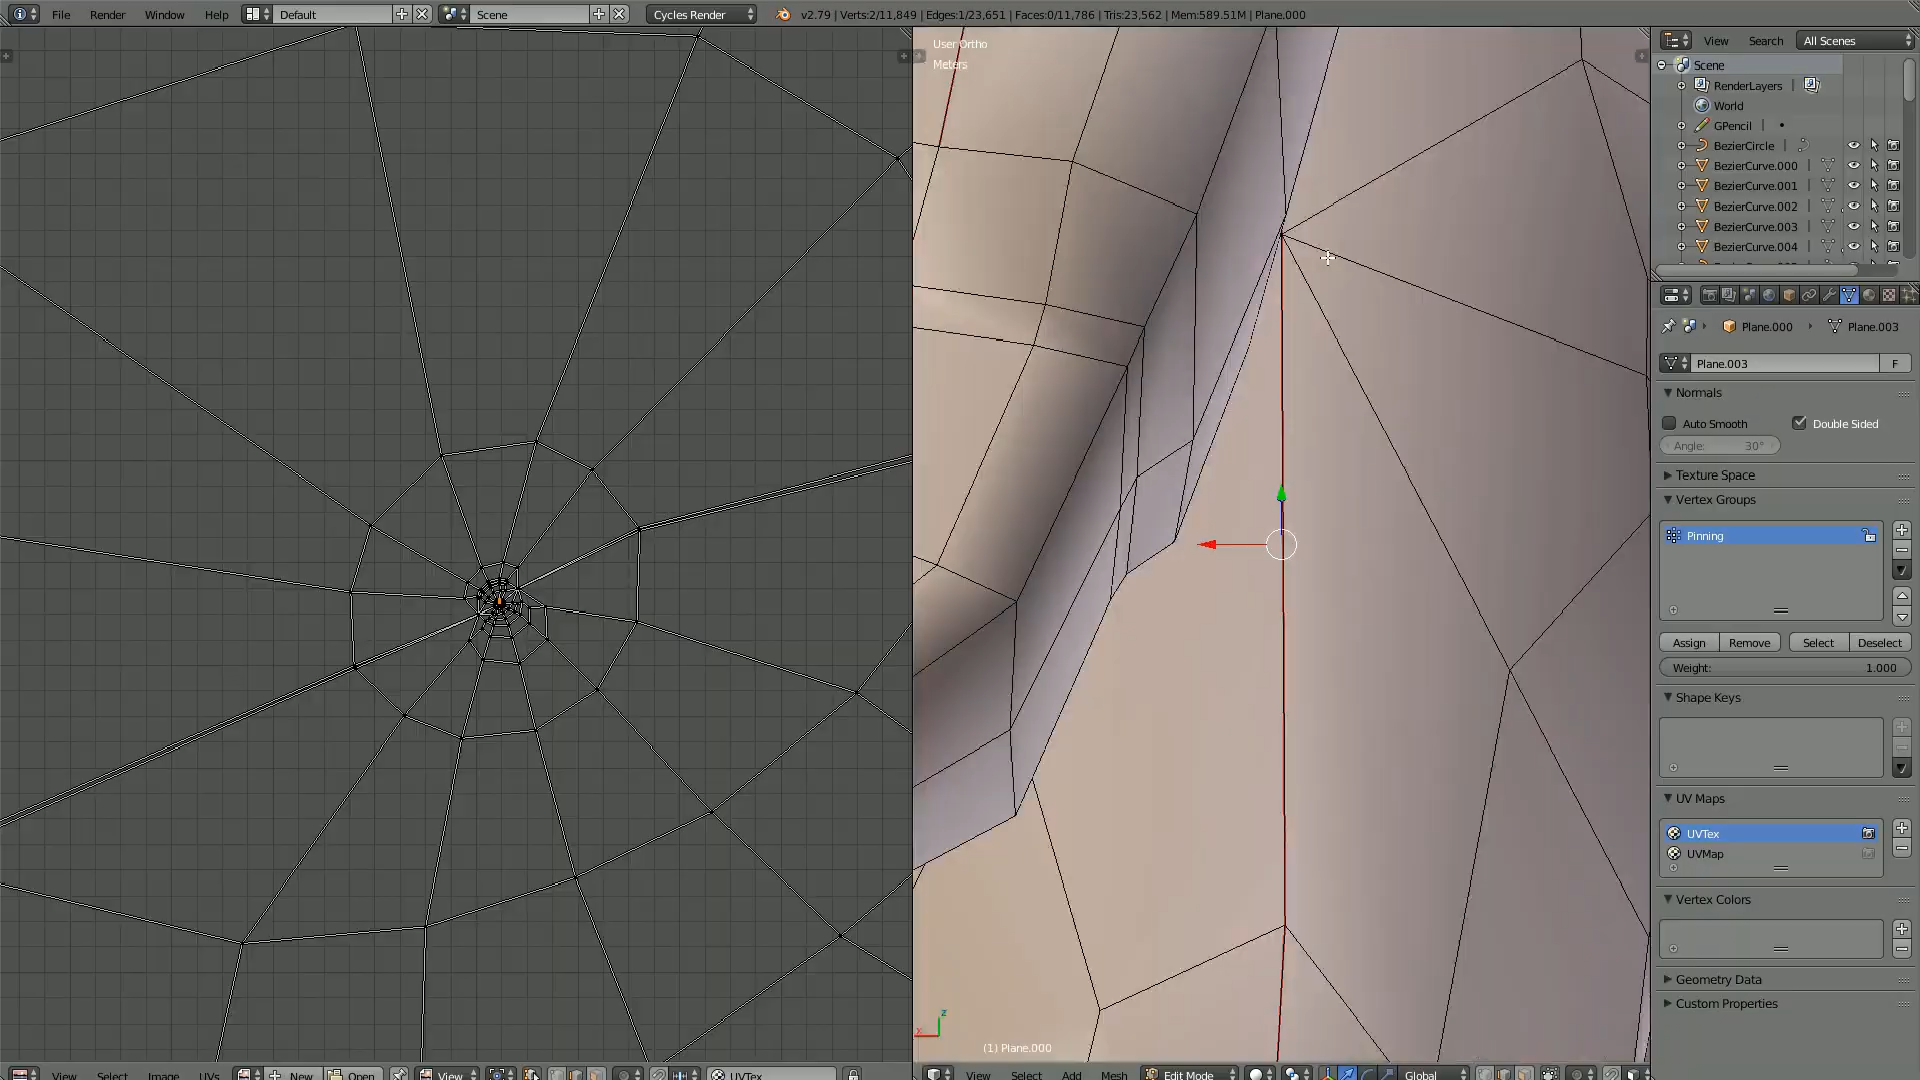 File Render Window Help Default Scene Cycles Render v2.79 | Verts:2/11,849 | Edges:1/23,651 | Faces:0/11,786 | Tris:23,562 | Mem:589.51M | Plane.000
View Search All Scenes
User Ortho
Meters
Scene
RenderLayers
World
GPencil
BezierCircle
BezierCurve.000
BezierCurve.001
BezierCurve.002
BezierCurve.003
BezierCurve.004
Plane.000 Plane.003
Plane.003 F
Normals
Auto Smooth Double Sided
Angle: 30°
Texture Space
Vertex Groups
Pinning
Assign Remove Select Deselect
Weight: 1.000
Shape Keys
UV Maps
UVTex
UVMap
Vertex Colors
Geometry Data
Custom Properties
z
x
(1) Plane.000
View Select Image UVs New Open View UVTex
View Select Add Mesh Edit Mode Global